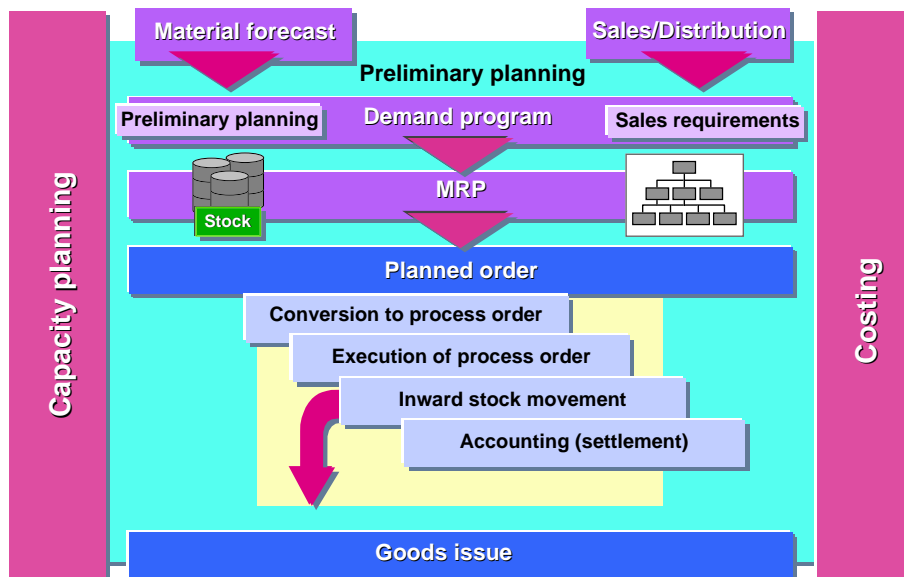 Material forecast
Sales/Distribution
Preliminary planning
Preliminary planning
Demand program
Sales requirements
MRP
Stock
Planned order
Conversion to process order
Execution of process order
Inward stock movement
Accounting (settlement)
Goods issue
Capacity planning
Costing